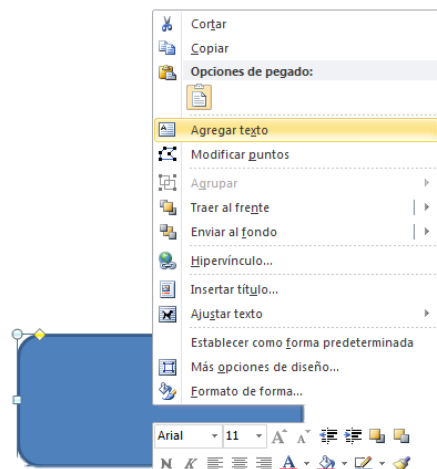 Cortar
Copiar
Opciones de pegado:
Agregar texto
Modificar puntos
Agrupar
Traer al frente
Enviar al fondo
Hipervínculo...
Insertar título...
Ajustar texto
Establecer como forma predeterminada
Más opciones de diseño...
Formato de forma...
Arial 11 A A
N K A